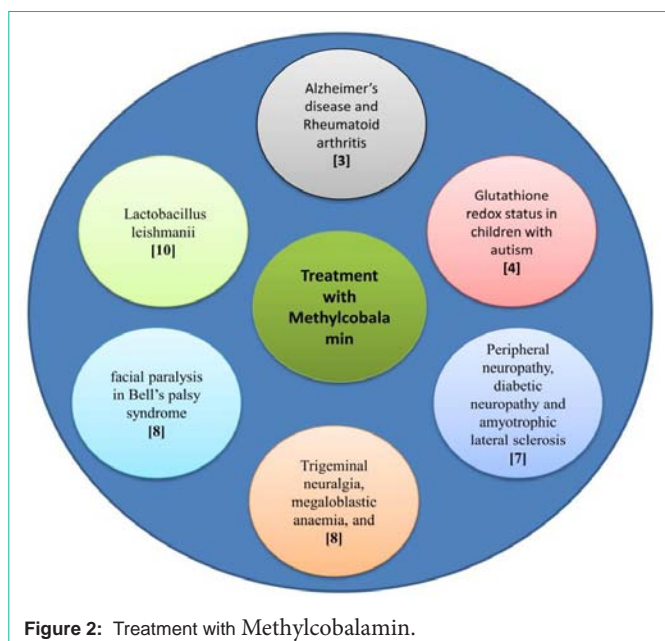 Alzheimer's
disease and
Rheumatoid
arthritis
[3]
Lactobacillus
leishmanii
[10]
Glutathione
redox status in
children with
autism
[4]
Treatment
with
Methylcobala
min
facial paralysis
in Bell's palsy
syndrome
[8]
Peripheral
neuropathy,
diabetic
neuropathy and
amyotrophic
lateral sclerosis
[7]
Trigeminal
neuralgia,
megaloblastic
anaemia, and
[8]
Figure 2: Treatment with Methylcobalamin.